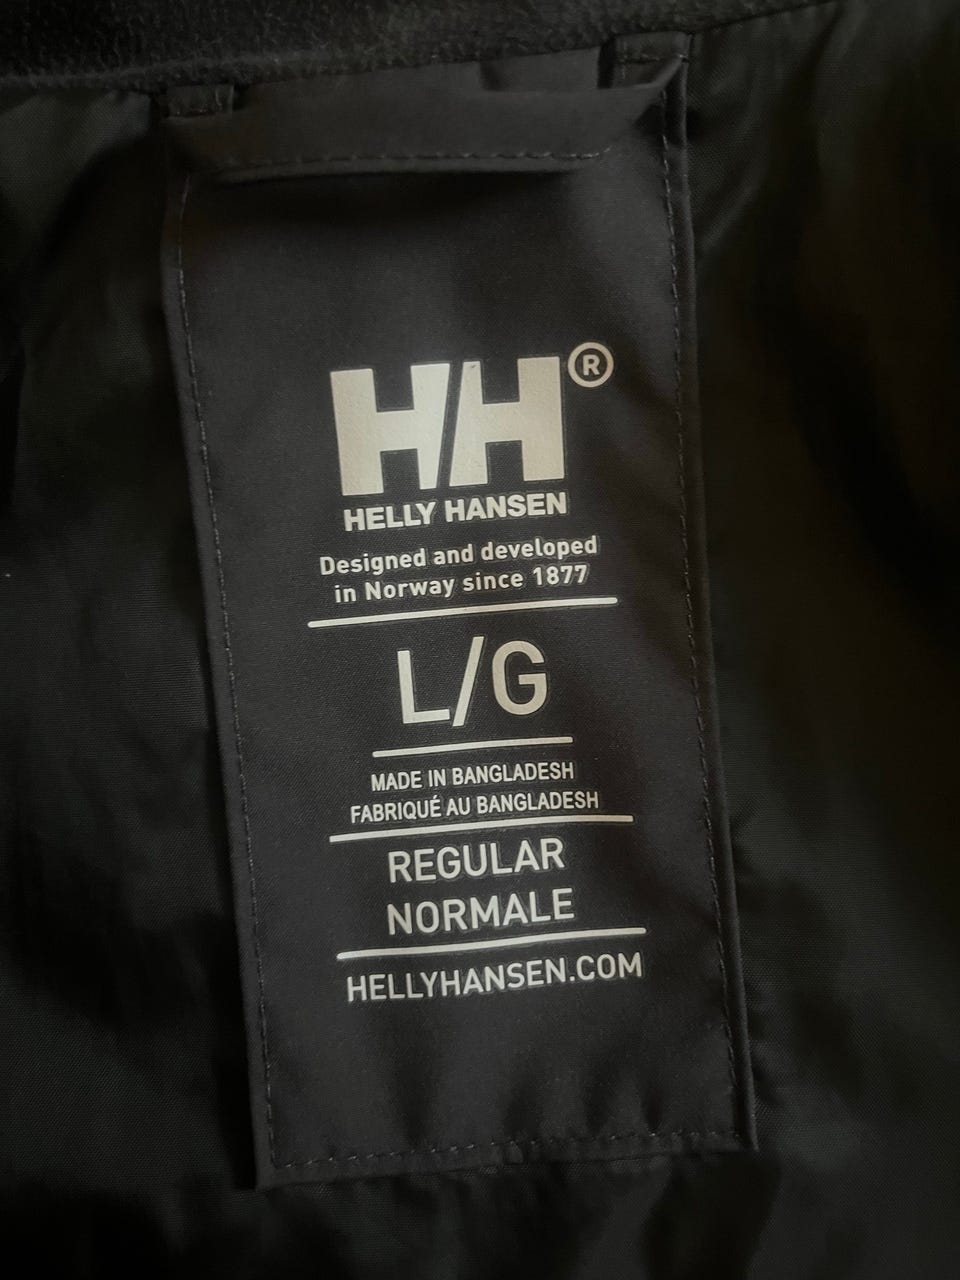 HH®
HELLY HANSEN
Designed and developed
in Norway since 1877
L/G
MADE IN BANGLADESH
FABRIQUÉ AU BANGLADESH
REGULAR
NORMALE
HELLYHANSEN.COM